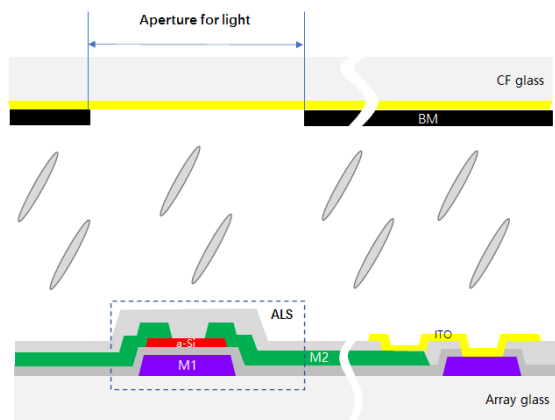 Aperture for light
CF glass
BM
ALS
a-Si
M1
M2
ITO
Array glass